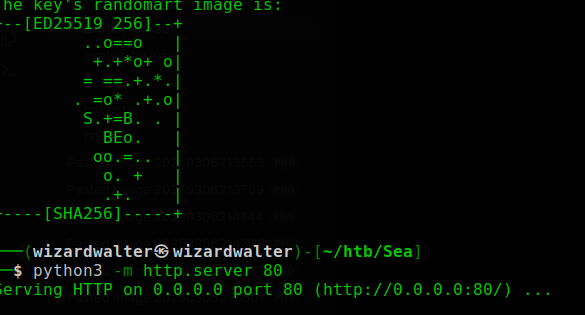 he key's randomart image is:
---[ED25519 256]--+
..o==o |
+.+*o+ o|
= ==.+.*.|
. =o* .+.o|
S.+=B. . |
BEo. |
oo.=.. |
o. + |
.+. |
+----[SHA256]-----+
──(wizardwalter㉿wizardwalter)-[~/htb/Sea]
─$ python3 -m http.server 80
Serving HTTP on 0.0.0.0 port 80 (http://0.0.0.0:80/) ...